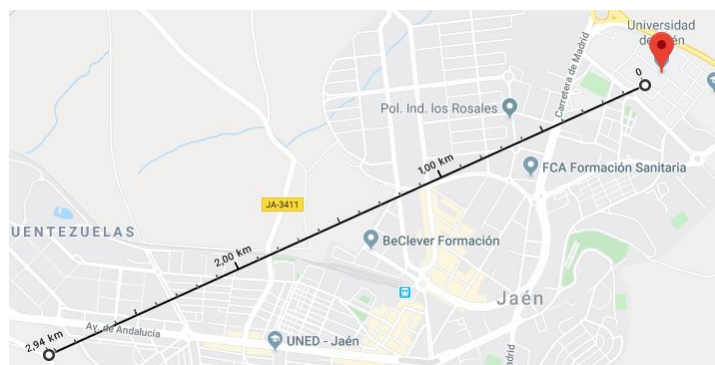 Universidad
de Jaén
0
Carretera de Madrid
Pol. Ind. los Rosales
1,00 km
FCA Formación Sanitaria
JA-3411
UENTEZUELAS
BeClever Formación
2,00 km
Jaén
Av. de Andalucía
UNED - Jaén
2,94 km
drid